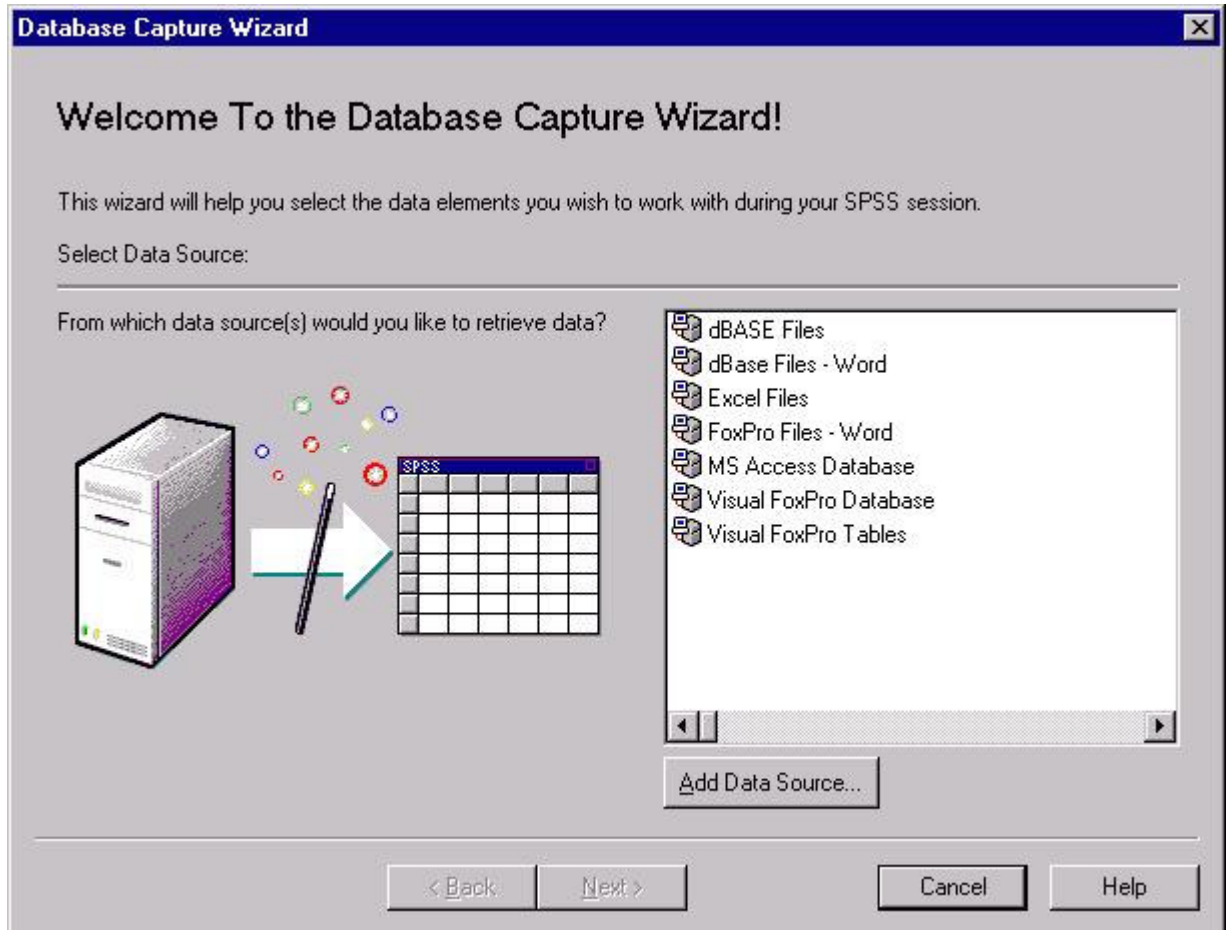 Database Capture Wizard
Welcome To the Database Capture Wizard!
This wizard will help you select the data elements you wish to work with during your SPSS session.
Select Data Source:
From which data source(s) would you like to retrieve data?
SPSS
dBASE Files
dBase Files - Word
Excel Files
FoxPro Files - Word
MS Access Database
Visual FoxPro Database
Visual FoxPro Tables
Add Data Source...
< Back
Next >
Cancel
Help